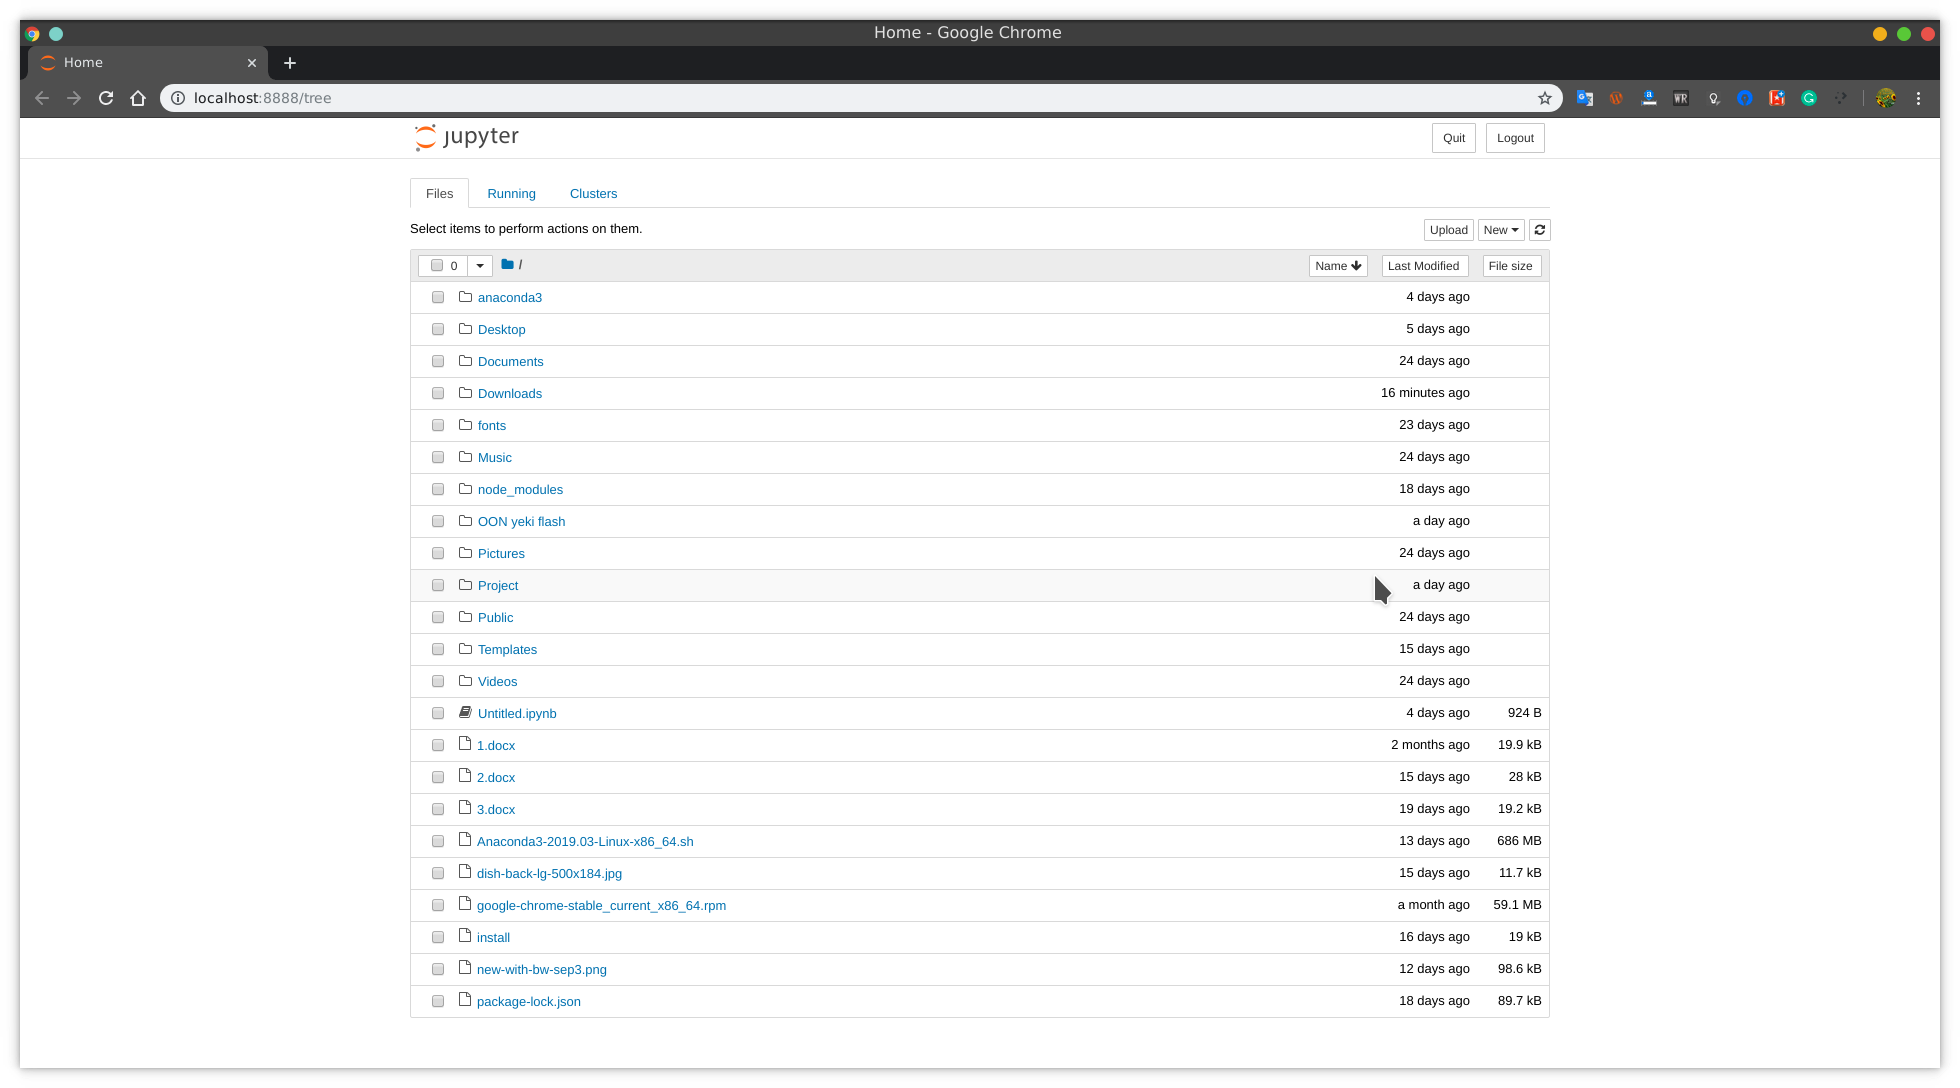 Home - Google Chrome
Home
localhost:8888/tree
WR
jupyter
Quit Logout
Files Running Clusters
Select items to perform actions on them.
Upload New
0 / Name Last Modified File size
anaconda3 4 days ago
Desktop 5 days ago
Documents 24 days ago
Downloads 16 minutes ago
fonts 23 days ago
Music 24 days ago
node_modules 18 days ago
OON yeki flash a day ago
Pictures 24 days ago
Project a day ago
Public 24 days ago
Templates 15 days ago
Videos 24 days ago
Untitled.ipynb 4 days ago 924 B
1.docx 2 months ago 19.9 kB
2.docx 15 days ago 28 kB
3.docx 19 days ago 19.2 kB
Anaconda3-2019.03-Linux-x86_64.sh 13 days ago 686 MB
dish-back-lg-500x184.jpg 15 days ago 11.7 kB
google-chrome-stable_current_x86_64.rpm a month ago 59.1 MB
install 16 days ago 19 kB
new-with-bw-sep3.png 12 days ago 98.6 kB
package-lock.json 18 days ago 89.7 kB